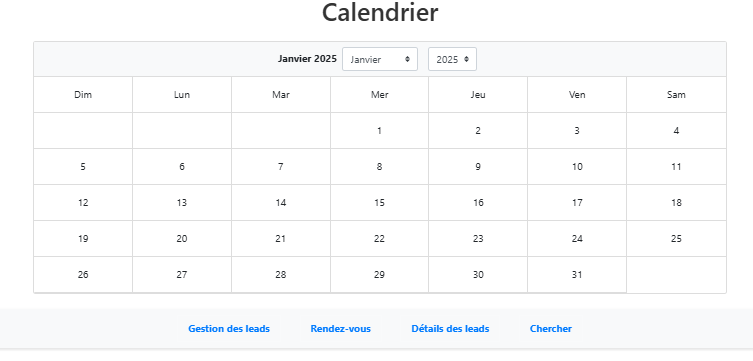 Calendrier
Janvier 2025 Janvier 2025
Dim Lun Mar Mer Jeu Ven Sam
1 2 3 4
5 6 7 8 9 10 11
12 13 14 15 16 17 18
19 20 21 22 23 24 25
26 27 28 29 30 31
Gestion des leads Rendez-vous Détails des leads Chercher